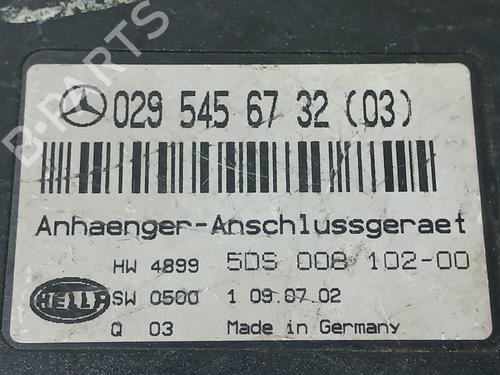 029 545 67 32 (03)
Anhaenger-Anschlussgeraet
HW 4899 5DS 008 102-00
HELLA SW 0500 1 09.07.02
Q 03 Made in Germany
B-PARTS